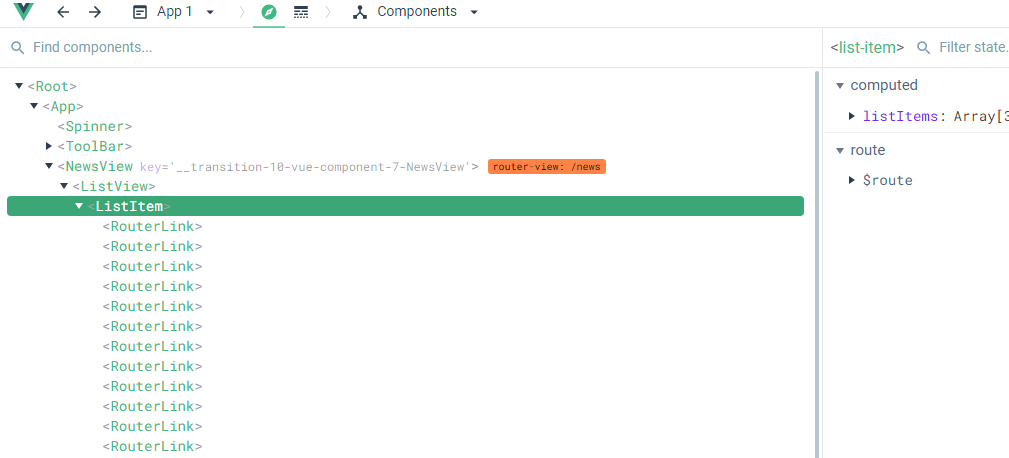 App 1 Components
Find components...
<list-item> Filter state.
<Root>
<App>
<Spinner>
<ToolBar>
<NewsView key='__transition-10-vue-component-7-NewsView'> router-view: /news
<ListView>
<ListItem>
<RouterLink>
<RouterLink>
<RouterLink>
<RouterLink>
<RouterLink>
<RouterLink>
<RouterLink>
<RouterLink>
<RouterLink>
<RouterLink>
<RouterLink>
<RouterLink>
computed
listItems: Array[3
route
$route